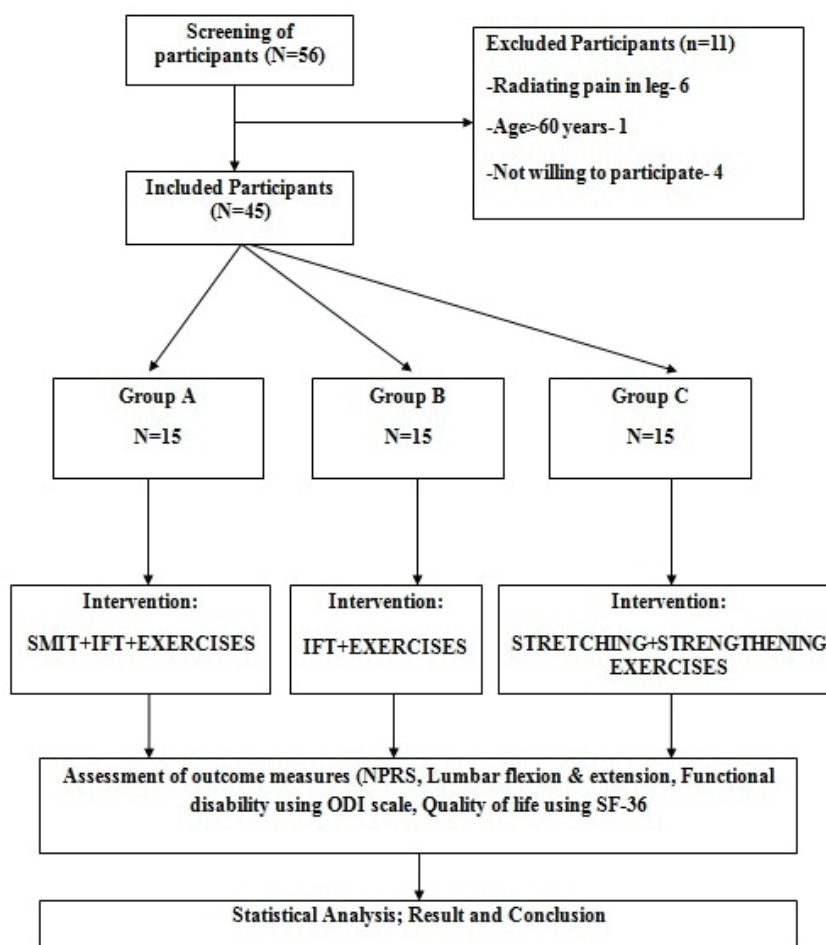 Screening of
participants (N=56)
Excluded Participants (n=11)
-Radiating pain in leg- 6
-Age>60 years- 1
-Not willing to participate- 4
Included Participants
(N=45)
Group A
N=15
Group B
N=15
Group C
N=15
Intervention:
SMIT+IFT+EXERCISES
Intervention:
IFT+EXERCISES
Intervention:
STRETCHING+STRENGTHENING
EXERCISES
Assessment of outcome measures (NPRS, Lumbar flexion & extension, Functional
disability using ODI scale, Quality of life using SF-36
Statistical Analysis; Result and Conclusion